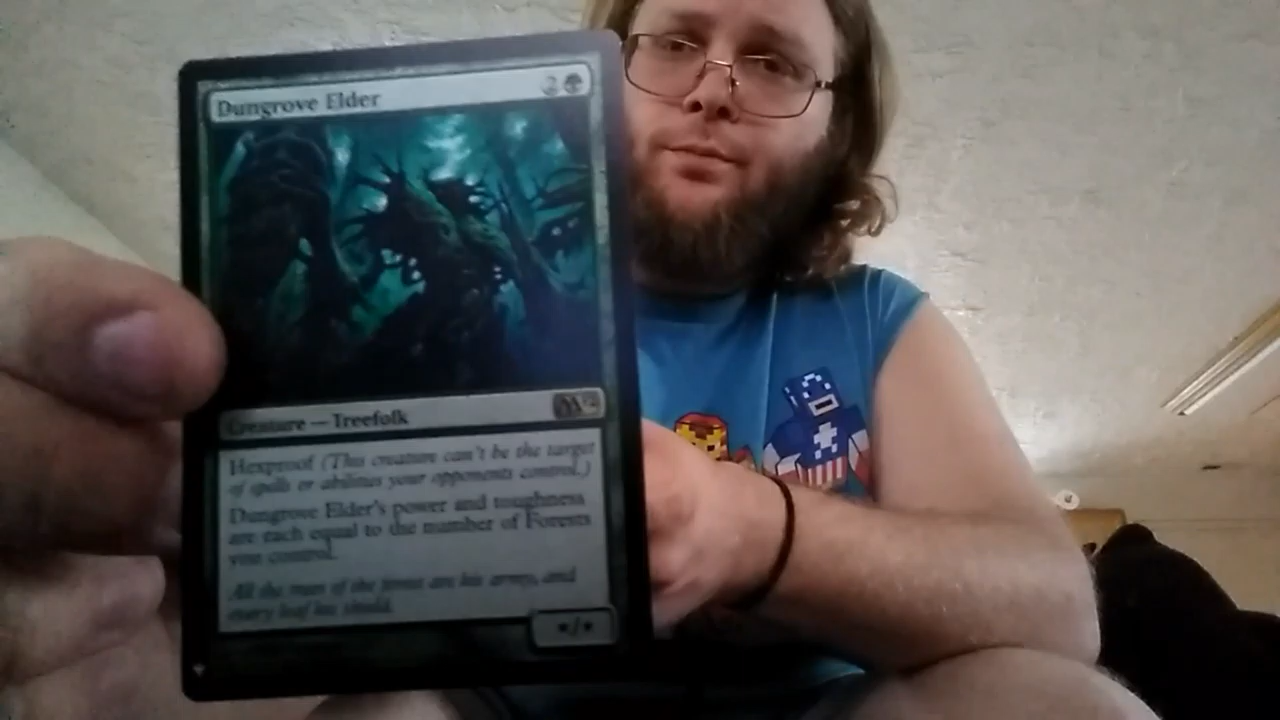 Dungrove Elder 2
Creature — Treefolk M12
Hexproof (This creature can't be the target
of spells or abilities your opponents control.)
Dungrove Elder's power and toughness
are each equal to the number of Forests
you control.
All the trees of the forest are his army, and
every leaf his shield.
*/*